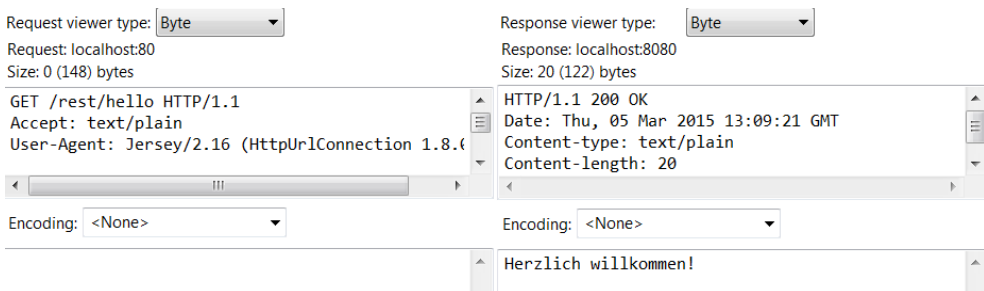 Request viewer type: Byte
Request: localhost:80
Size: 0 (148) bytes
GET /rest/hello HTTP/1.1
Accept: text/plain
User-Agent: Jersey/2.16 (HttpUrlConnection 1.8.
Encoding: <None>
Response viewer type: Byte
Response: localhost:8080
Size: 20 (122) bytes
HTTP/1.1 200 OK
Date: Thu, 05 Mar 2015 13:09:21 GMT
Content-type: text/plain
Content-length: 20
Encoding: <None>
Herzlich willkommen!